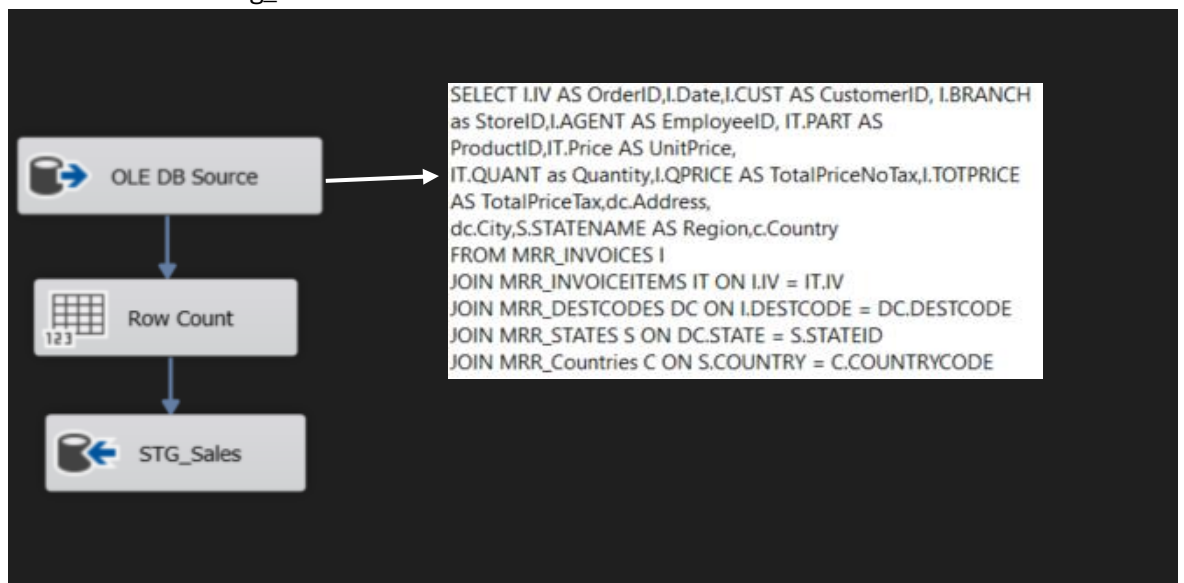 OLE DB Source
Row Count
123
STG_Sales
SELECT I.IV AS OrderID,I.Date,I.CUST AS CustomerID, I.BRANCH
as StoreID,I.AGENT AS EmployeeID, IT.PART AS
ProductID,IT.Price AS UnitPrice,
IT.QUANT as Quantity,I.QPRICE AS TotalPriceNoTax,I.TOTPRICE
AS TotalPriceTax,dc.Address,
dc.City,S.STATENAME AS Region,c.Country
FROM MRR_INVOICES I
JOIN MRR_INVOICEITEMS IT ON I.IV = IT.IV
JOIN MRR_DESTCODES DC ON I.DESTCODE = DC.DESTCODE
JOIN MRR_STATES S ON DC.STATE = S.STATEID
JOIN MRR_Countries C ON S.COUNTRY = C.COUNTRYCODE